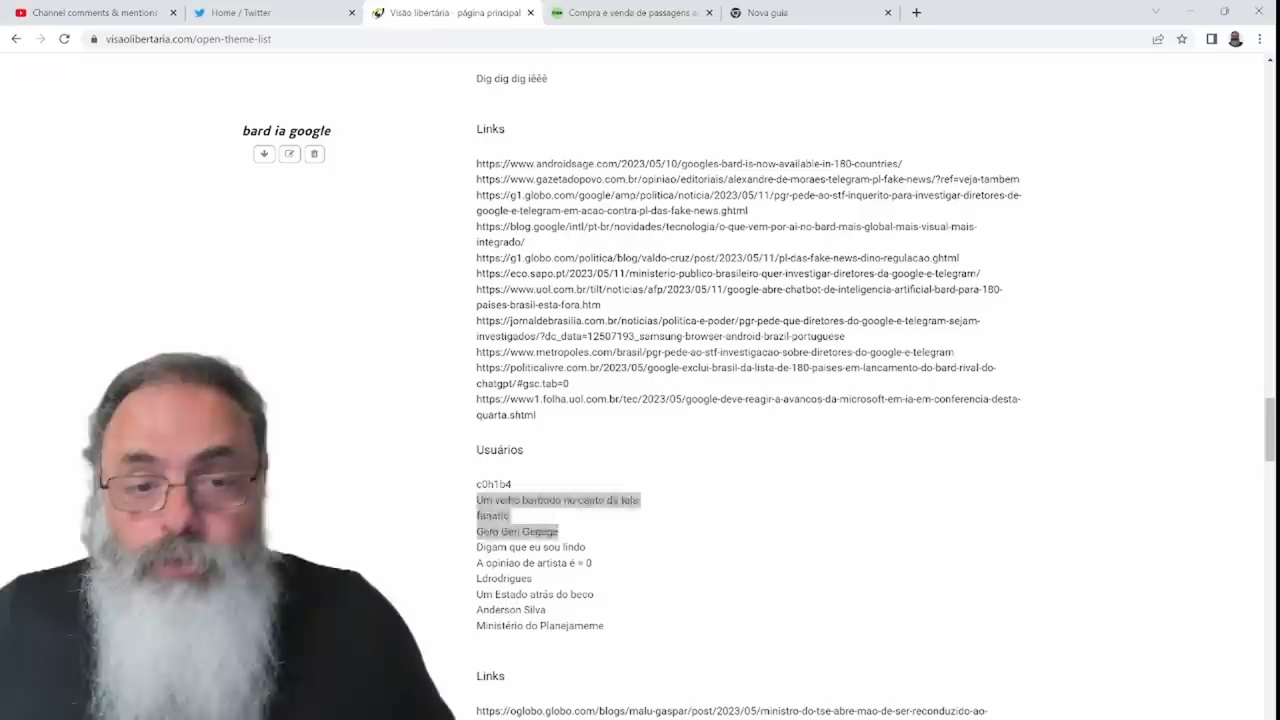 Channel comments & mentions
Home / Twitter
Visão libertária - página principal
Compra e venda de passagens a
Nova guia
visaolibertaria.com/open-theme-list
Dig dig dig iêêê
bard ia google
Links
https://www.androidsage.com/2023/05/10/googles-bard-is-now-available-in-180-countries/
https://www.gazetadopovo.com.br/opiniao/editoriais/alexandre-de-moraes-telegram-pl-fake-news/?ref=veja-tambem
https://g1.globo.com/google/amp/politica/noticia/2023/05/11/pgr-pede-ao-stf-inquerito-para-investigar-diretores-de-
google-e-telegram-em-acao-contra-pl-das-fake-news.ghtml
https://blog.google/intl/pt-br/novidades/tecnologia/o-que-vem-por-ai-no-bard-mais-global-mais-visual-mais-
integrado/
https://g1.globo.com/politica/blog/valdo-cruz/post/2023/05/11/pl-das-fake-news-dino-regulacao.ghtml
https://eco.sapo.pt/2023/05/11/ministerio-publico-brasileiro-quer-investigar-diretores-da-google-e-telegram/
https://www.uol.com.br/tilt/noticias/afp/2023/05/11/google-abre-chatbot-de-inteligencia-artificial-bard-para-180-
paises-brasil-esta-fora.htm
https://jornaldebrasilia.com.br/noticias/politica-e-poder/pgr-pede-que-diretores-do-google-e-telegram-sejam-
investigados/?dc_data=12507193_samsung-browser-android-brazil-portuguese
https://www.metropoles.com/brasil/pgr-pede-ao-stf-investigacao-sobre-diretores-do-google-e-telegram
https://politicalivre.com.br/2023/05/google-exclui-brasil-da-lista-de-180-paises-em-lancamento-do-bard-rival-do-
chatgpt/#gsc.tab=0
https://www1.folha.uol.com.br/tec/2023/05/google-deve-reagir-a-avancos-da-microsoft-em-ia-em-conferencia-desta-
quarta.shtml
Usuários
c0h1b4
Um barbudo no canto da tela
Digam que eu sou lindo
A opiniao de artista é = 0
Ldrodrigues
Um Estado atrás do beco
Anderson Silva
Ministério do Planejameme
Links
https://oglobo.globo.com/blogs/malu-gaspar/post/2023/05/ministro-do-tse-abre-mao-de-ser-reconduzido-ao-